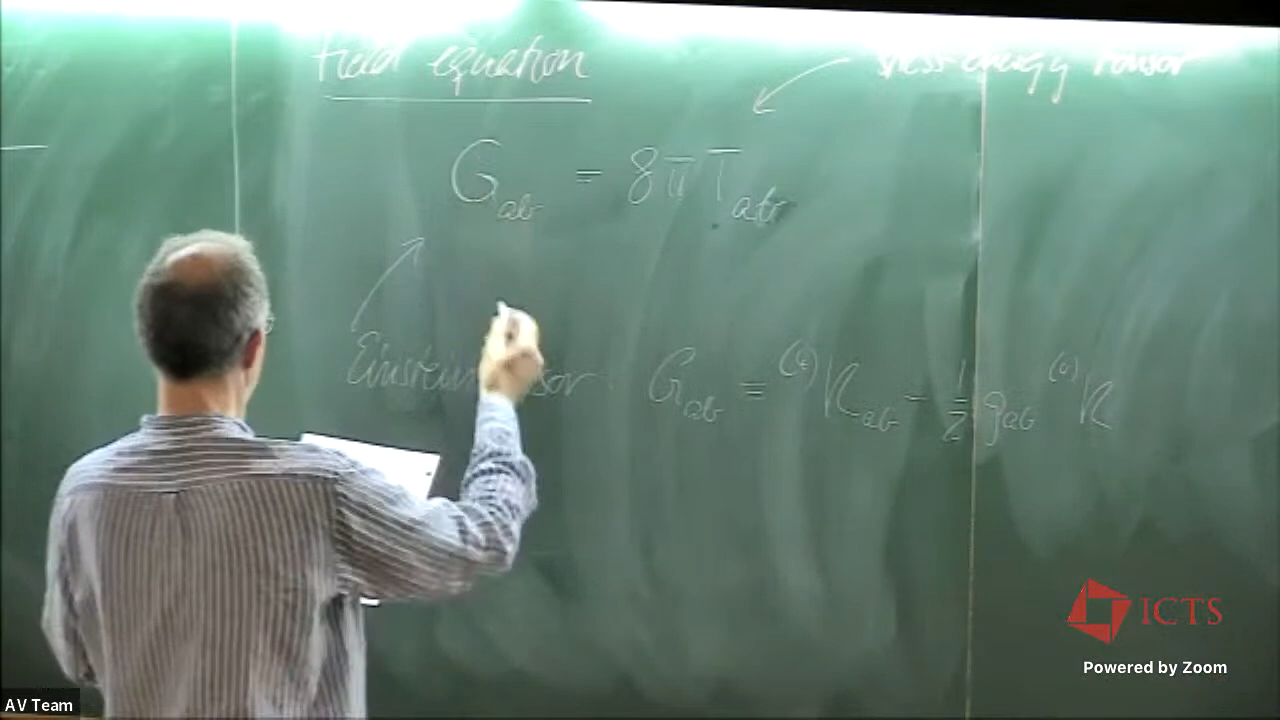 Field equation
stress-energy tensor
G_ab = 8π T_ab
Einstein
G_ab = ⁽⁴⁾R_ab - 1/2 g_ab ⁽⁴⁾R
ICTS
Powered by Zoom
AV Team